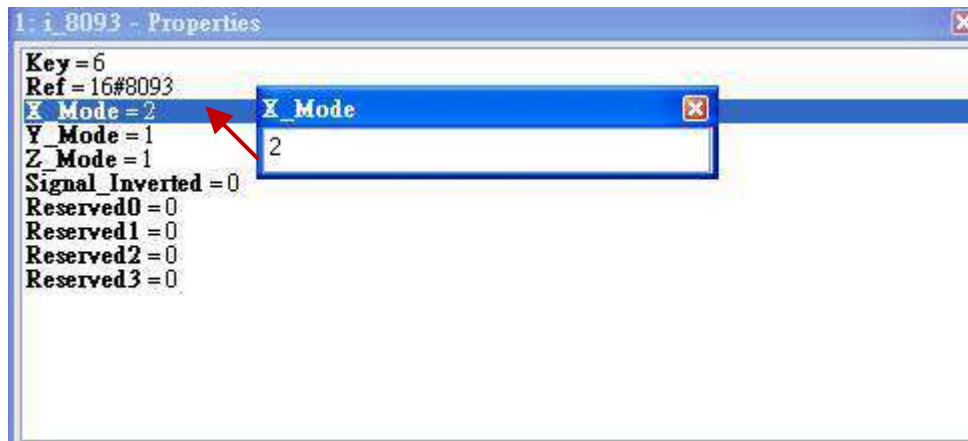 1: i_8093 - Properties
Key = 6
Ref = 16#8093
X_Mode = 2
Y_Mode = 1
Z_Mode = 1
Signal_Inverted = 0
Reserved0 = 0
Reserved1 = 0
Reserved2 = 0
Reserved3 = 0
X_Mode
2